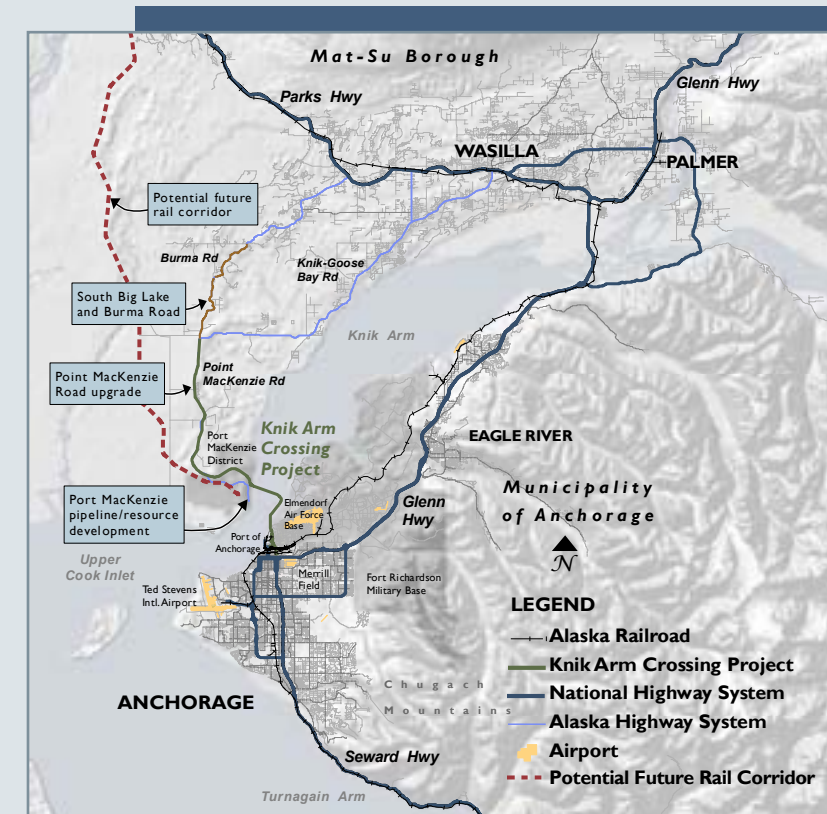 Mat-Su Borough
Glenn Hwy
Parks Hwy
WASILLA
PALMER
Potential future
rail corridor
Burma Rd
Knik-Goose
Bay Rd
South Big Lake
and Burma Road
Knik Arm
Point
MacKenzie Rd
Point MacKenzie
Road upgrade
Port
MacKenzie
District
Knik Arm
Crossing
Project
EAGLE RIVER
Port MacKenzie
pipeline/resource
development
Elmendorf
Air Force
Base
Glenn
Hwy
Municipality
of Anchorage
Port of
Anchorage
Upper
Cook Inlet
N
Merrill
Field
Fort Richardson
Military Base
Ted Stevens
Intl. Airport
LEGEND
Alaska Railroad
Knik Arm Crossing Project
National Highway System
Alaska Highway System
Airport
Potential Future Rail Corridor
Chugach
Mountains
ANCHORAGE
Seward Hwy
Turnagain Arm